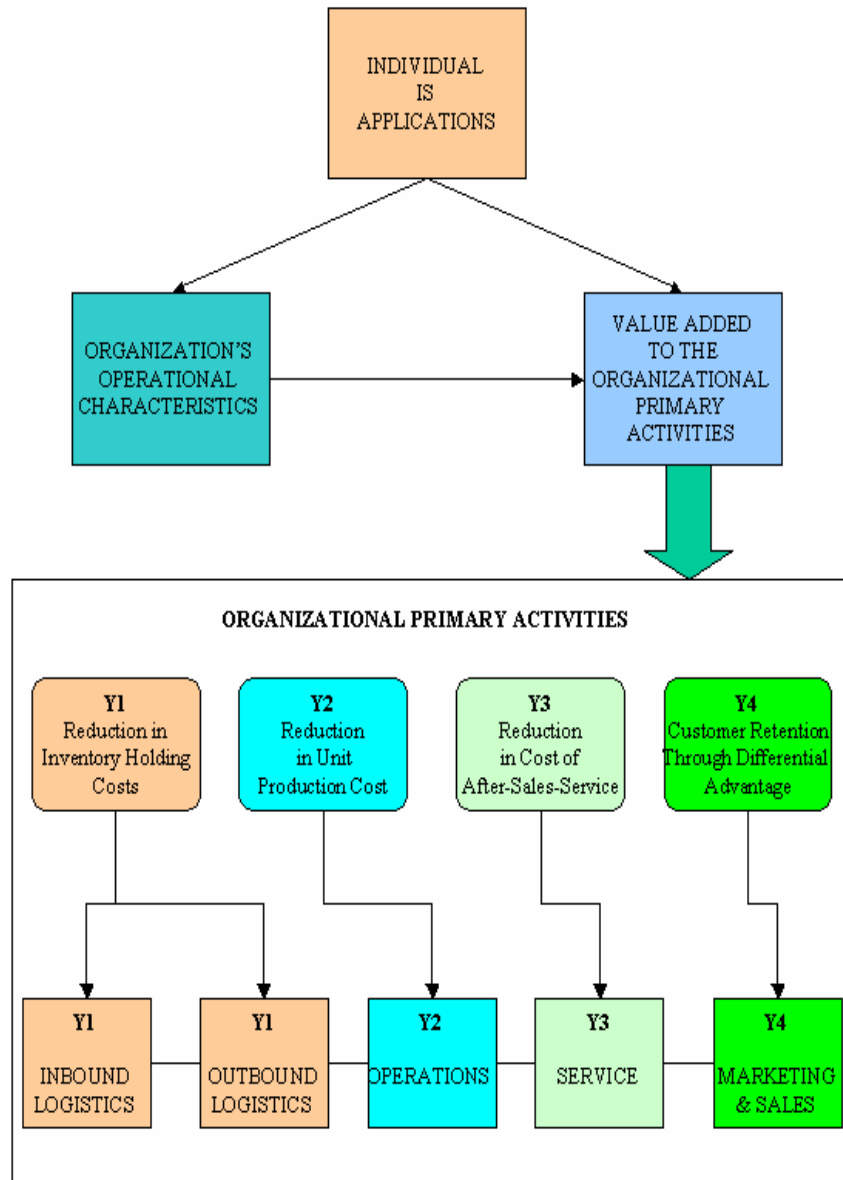 INDIVIDUAL
IS
APPLICATIONS
ORGANIZATION'S
OPERATIONAL
CHARACTERISTICS
VALUE ADDED
TO THE
ORGANIZATIONAL
PRIMARY
ACTIVITIES
ORGANIZATIONAL PRIMARY ACTIVITIES
Y1
Reduction in
Inventory Holding
Costs
Y2
Reduction
in Unit
Production Cost
Y3
Reduction
in Cost of
After-Sales-Service
Y4
Customer Retention
Through Differential
Advantage
Y1
INBOUND
LOGISTICS
Y1
OUTBOUND
LOGISTICS
Y2
OPERATIONS
Y3
SERVICE
Y4
MARKETING
& SALES